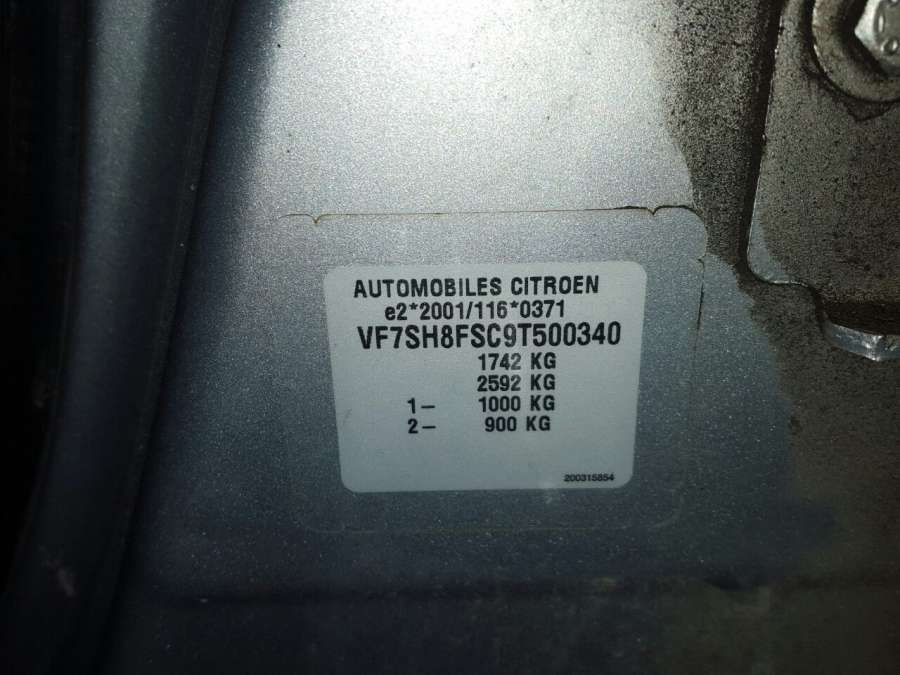 AUTOMOBILES CITROEN
e2*2001/116*0371
VF7SH8FSC9T500340
1742 KG
2592 KG
1– 1000 KG
2– 900 KG
200315854